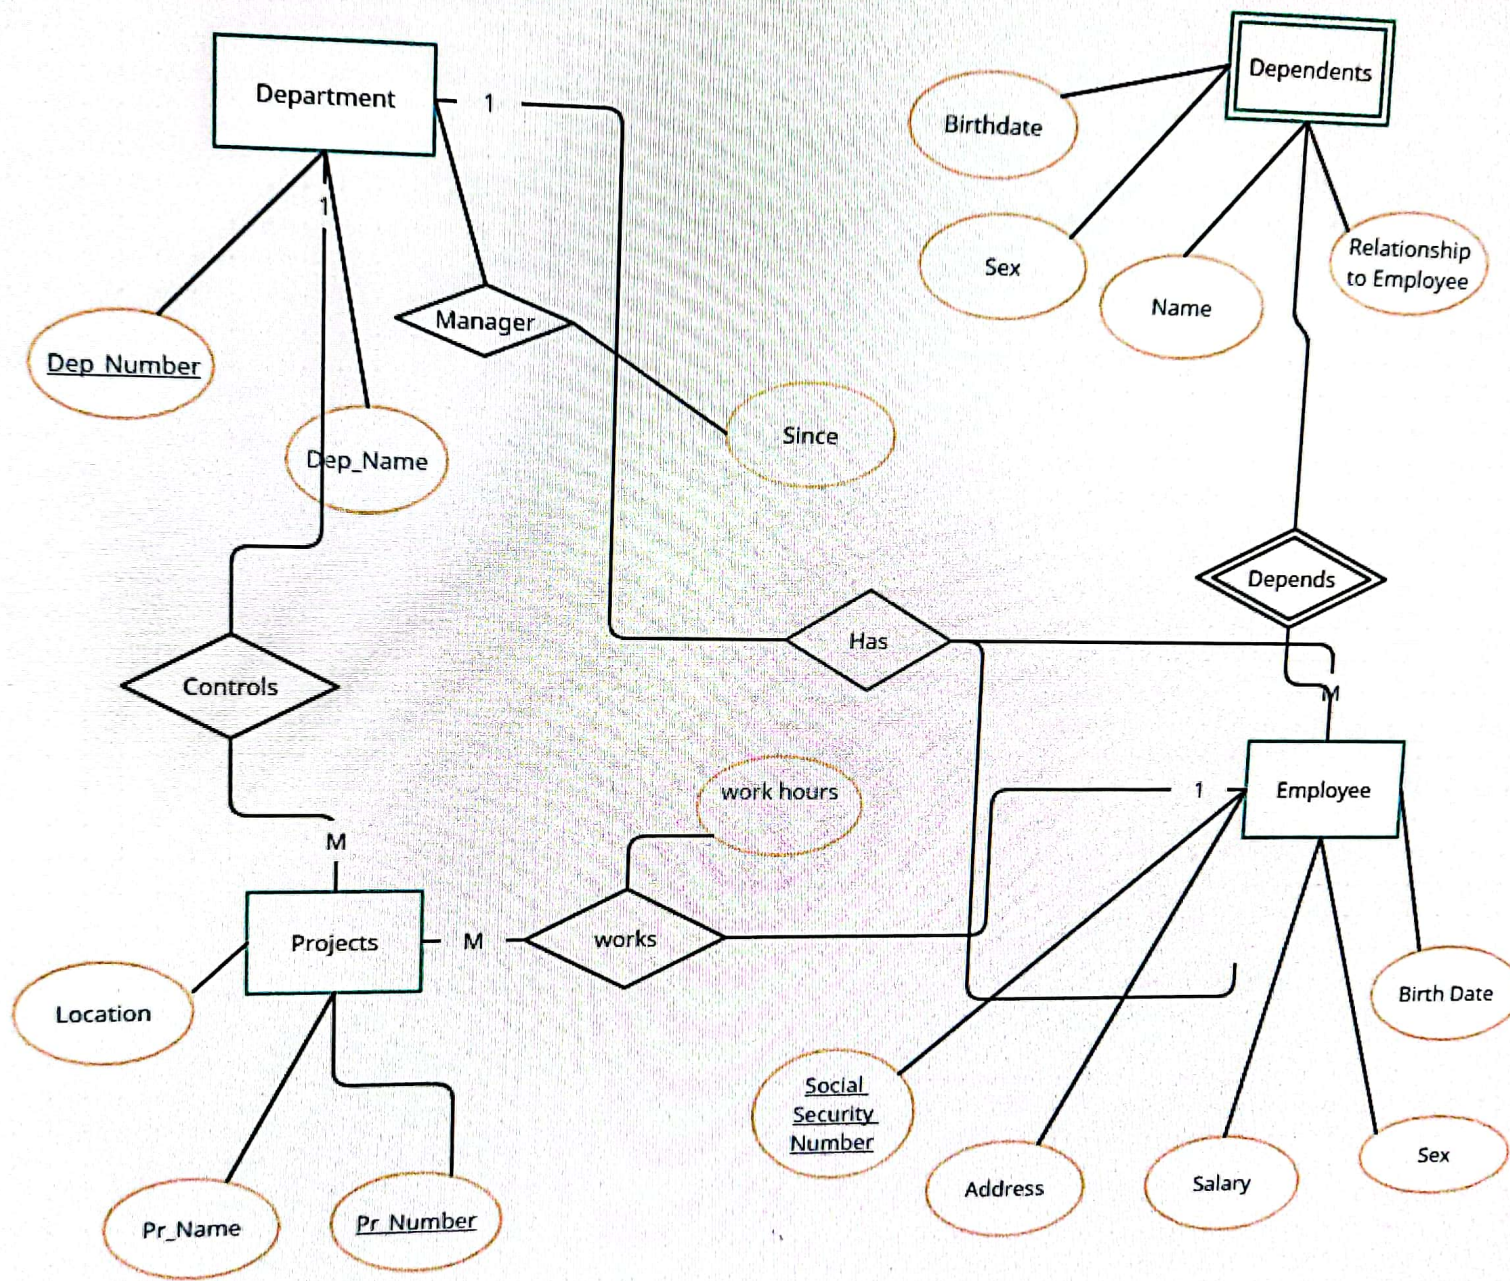 Department
1
Dependents
Birthdate
1
Sex
Relationship
to Employee
Name
Manager
Dep_Number
Since
Dep_Name
Depends
Has
Controls
M
work hours
1
Employee
M
Projects
M
works
Location
Birth Date
Social
Security
Number
Address
Salary
Sex
Pr_Name
Pr_Number